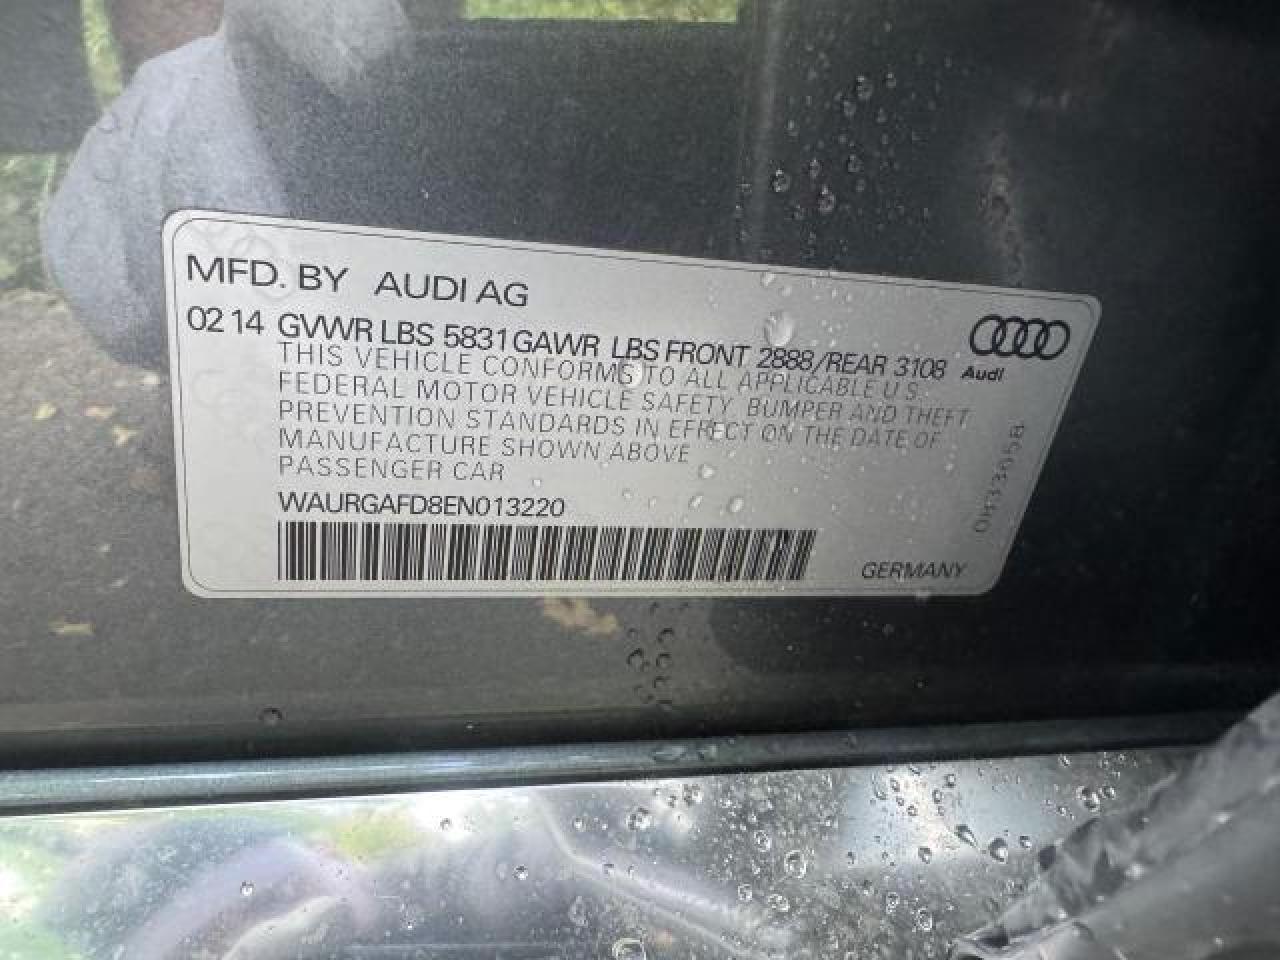 MFD. BY AUDI AG
02 14 GVWR LBS 5831 GAWR LBS FRONT 2888/REAR 3108
Audi
THIS VEHICLE CONFORMS TO ALL APPLICABLE U.S.
FEDERAL MOTOR VEHICLE SAFETY BUMPER AND THEFT
PREVENTION STANDARDS IN EFFECT ON THE DATE OF
MANUFACTURE SHOWN ABOVE
PASSENGER CAR
WAURGAFD8EN013220
GERMANY